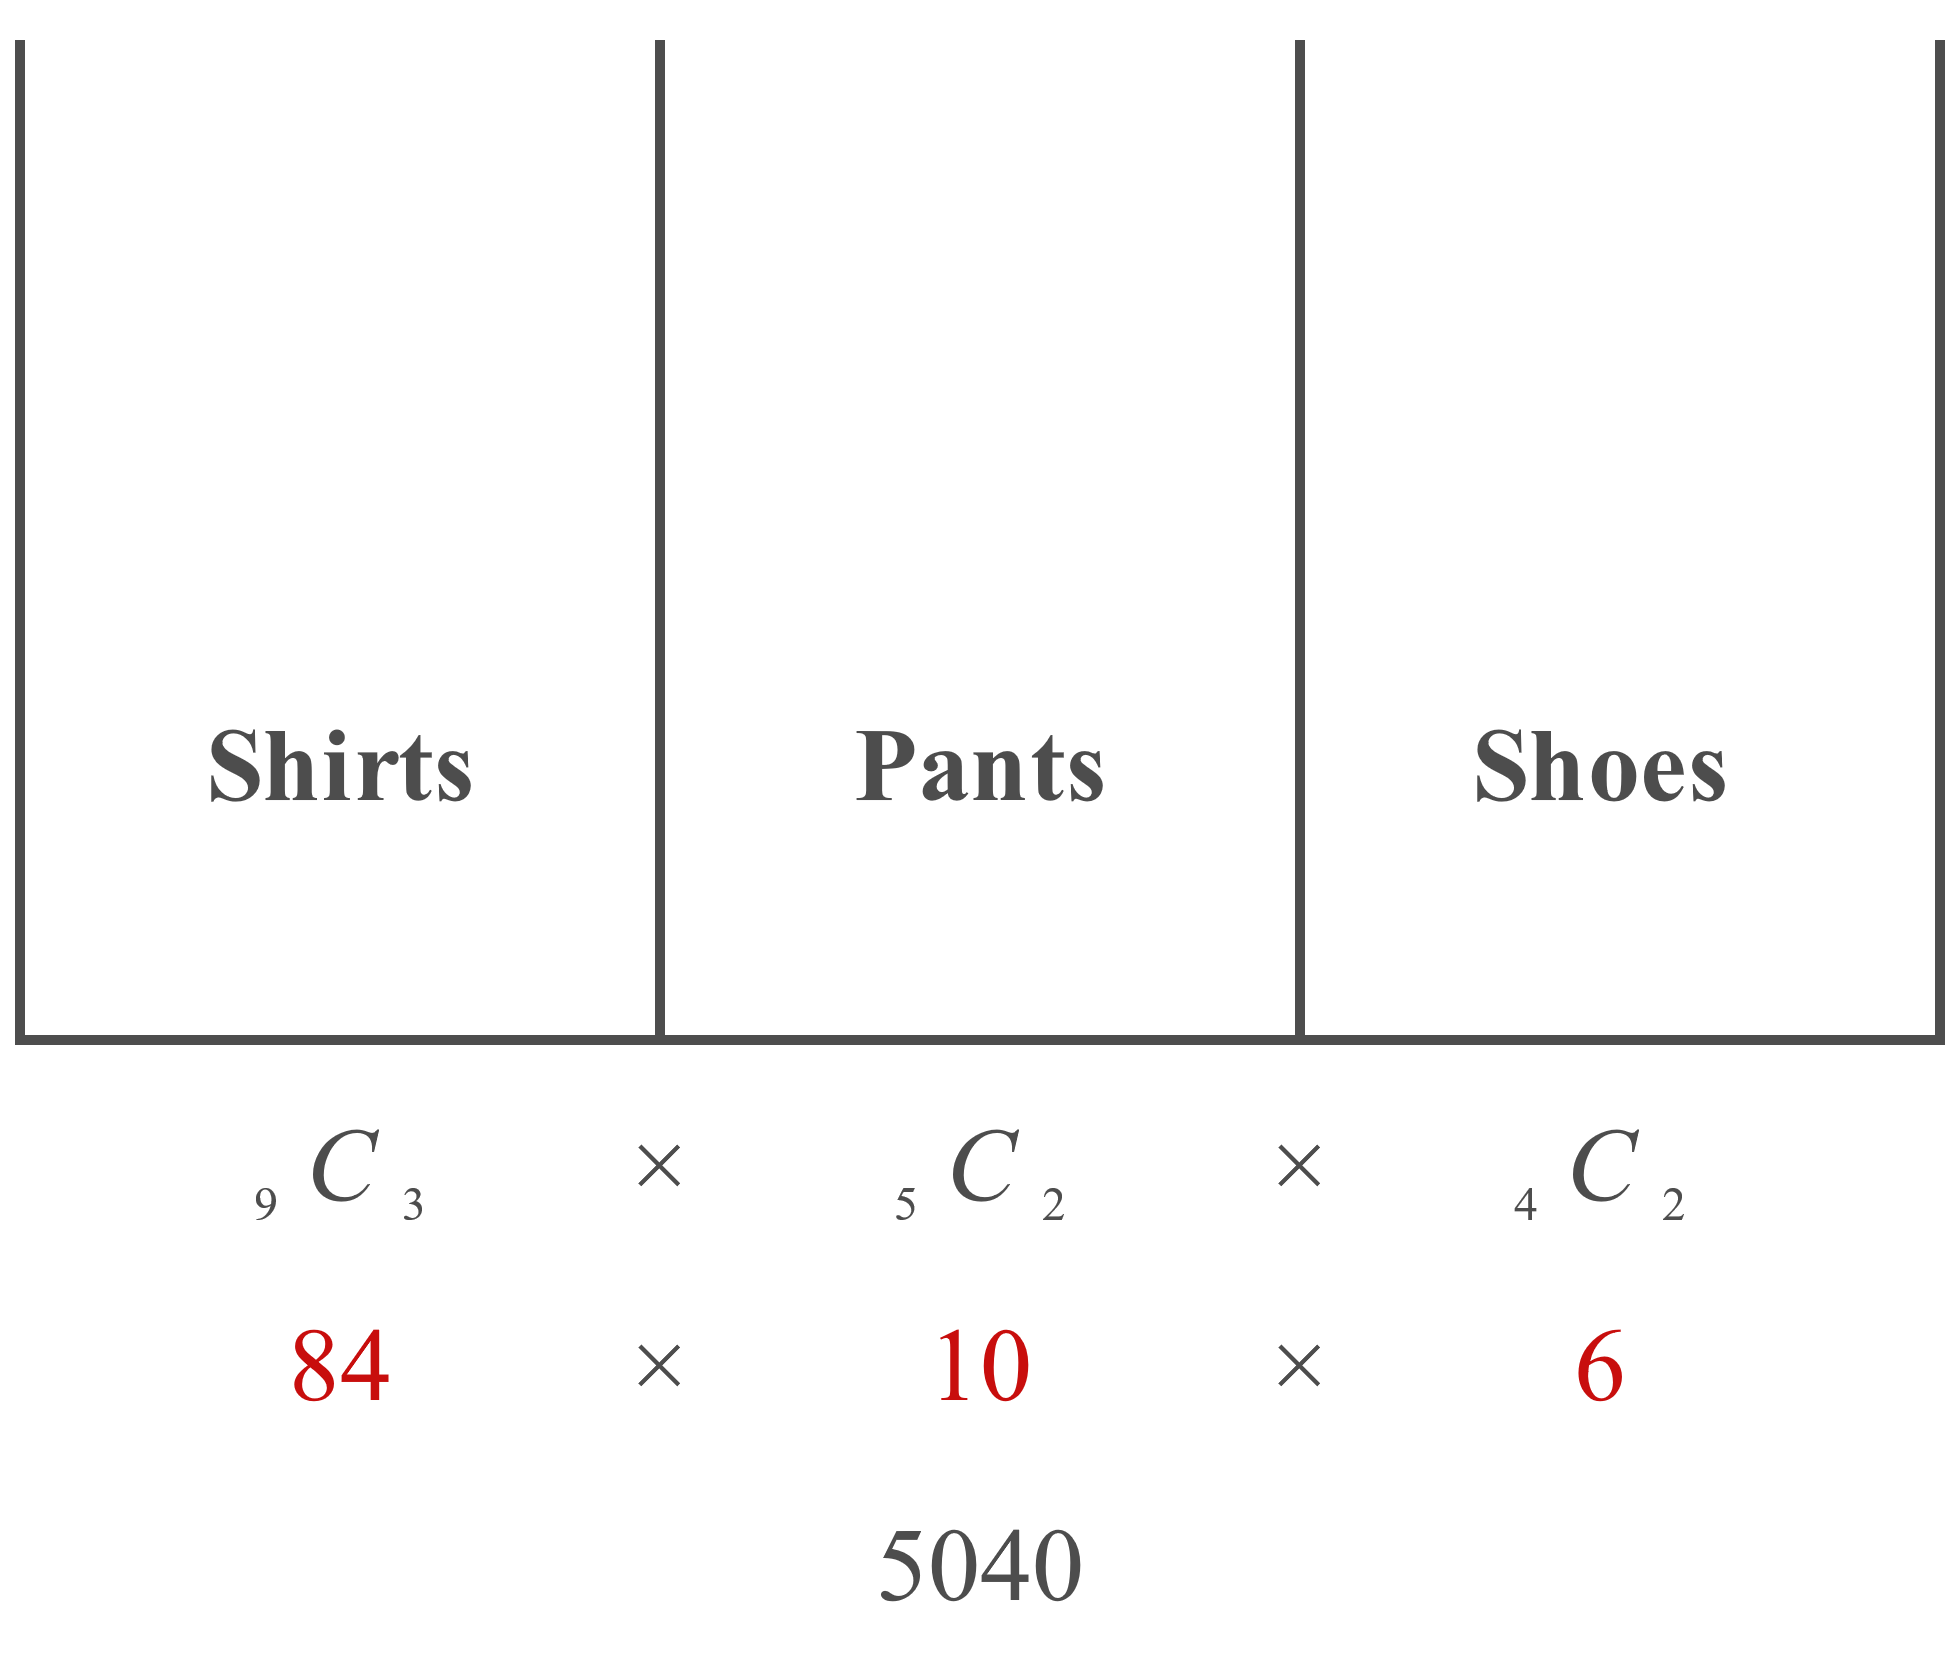 Shirts Pants Shoes
₉C₃ × ₅C₂ × ₄C₂
84 × 10 × 6
5040